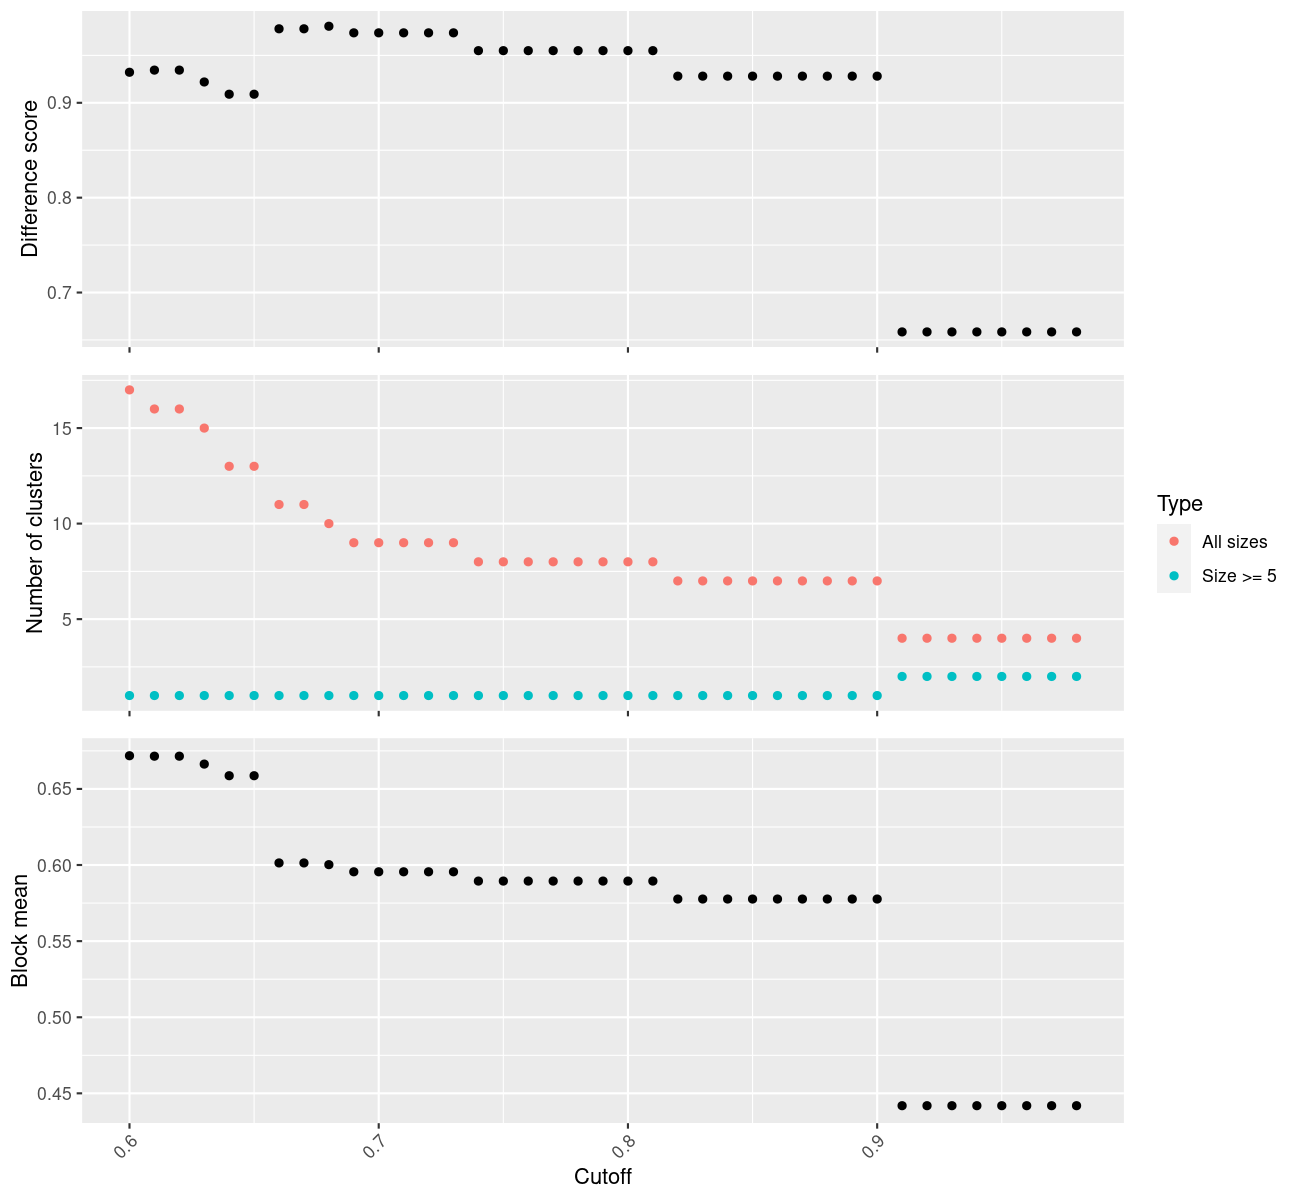 Difference score
0.9
0.8
0.7
Number of clusters
15
10
5
Type
All sizes
Size >= 5
Block mean
0.65
0.60
0.55
0.50
0.45
0.6
0.7
0.8
0.9
Cutoff